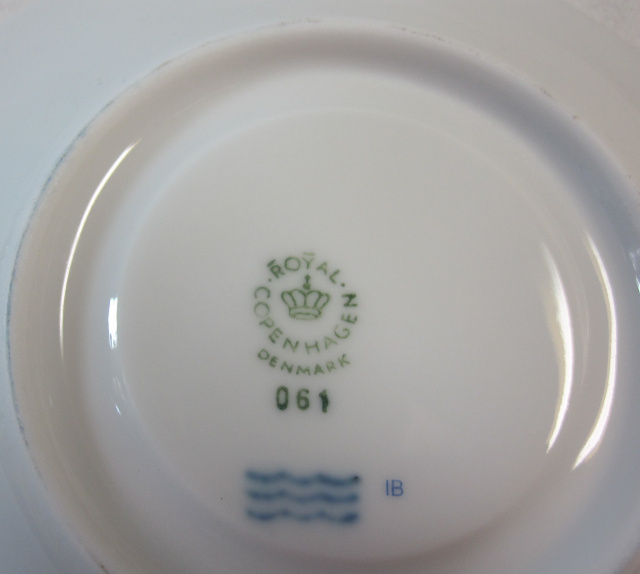 ROYAL
COPENHAGEN
DENMARK
061
IB